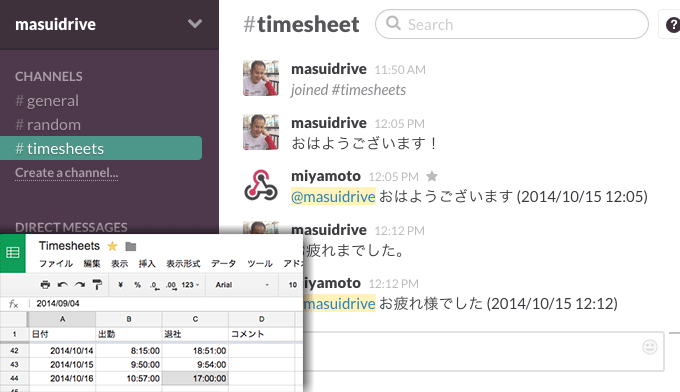 masuidrive
CHANNELS
# general
# random
# timesheets
Create a channel...
DIRECT MESSAGES
#timesheet
Search
?
masuidrive 11:50 AM
joined #timesheets
masuidrive 12:05 PM
おはようございます！
miyamoto 12:05 PM
@masuidrive おはようございます (2014/10/15 12:05)
masuidrive 12:12 PM
疲れまでした。
iyamoto 12:12 PM
masuidrive お疲れ様でした (2014/10/15 12:12)
Timesheets
ファイル 編集 表示 挿入 表示形式 データ ツール アドオ
¥ % .0 .00 123 Arial 10
fx 2014/09/04
A B C D
1 日付 出勤 退社 コメント
42 2014/10/14 8:15:00 18:51:00
43 2014/10/15 9:50:00 9:54:00
44 2014/10/16 10:57:00 17:00:00